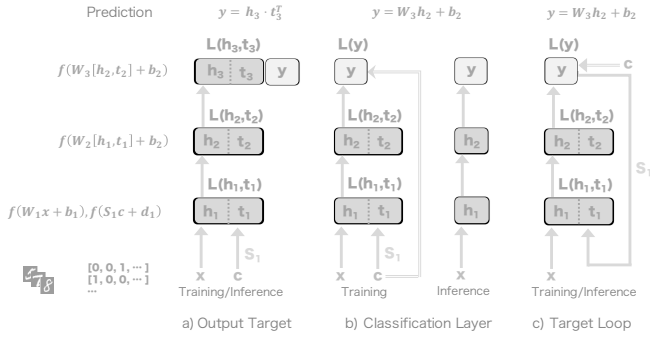 Prediction
y = h₃ · t₃ᵀ
y = W₃h₂ + b₂
y = W₃h₂ + b₂
L(h₃,t₃)
L(y)
L(y)
f(W₃[h₂, t₂] + b₂)
h₃ t₃ y
y
y
y c
L(h₂,t₂)
L(h₂,t₂)
L(h₂,t₂)
f(W₂[h₁, t₁] + b₂)
h₂ t₂
h₂ t₂
h₂
h₂ t₂
S₁
L(h₁,t₁)
L(h₁,t₁)
L(h₁,t₁)
f(W₁x + b₁), f(S₁c + d₁)
h₁ t₁
h₁ t₁
h₁
h₁ t₁
S₁
S₁
[0, 0, 1, ⋯ ]
[1, 0, 0, ⋯ ]
...
x c
x c
x
x
Training/Inference
Training
Inference
Training/Inference
a) Output Target
b) Classification Layer
c) Target Loop